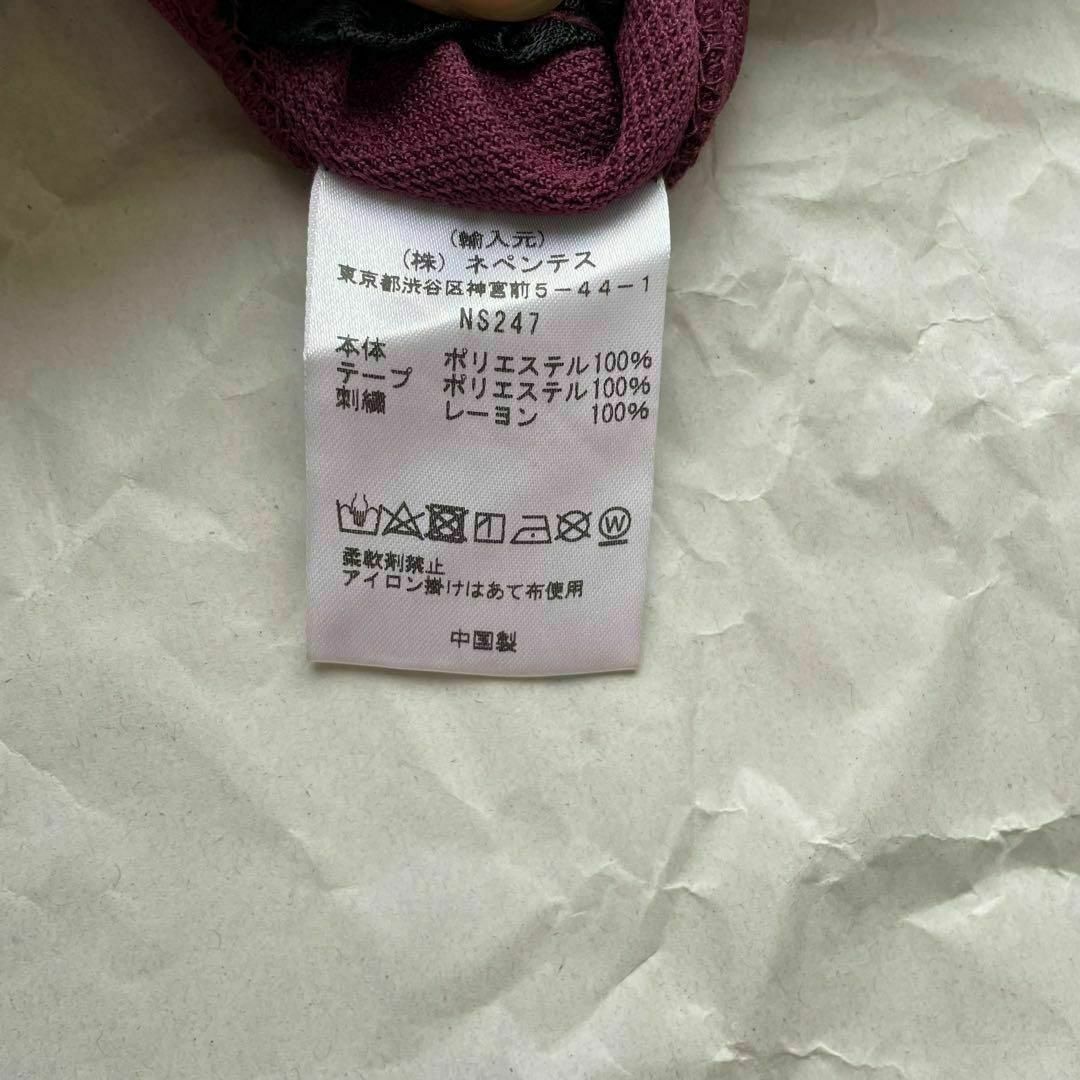 (輸入元)
(株) ネペンテス
東京都渋谷区神宮前5-44-1
NS247
本体 ポリエステル100%
テープ ポリエステル100%
刺繍 レーヨン 100%
W
柔軟剤禁止
アイロン掛けはあて布使用
中国製